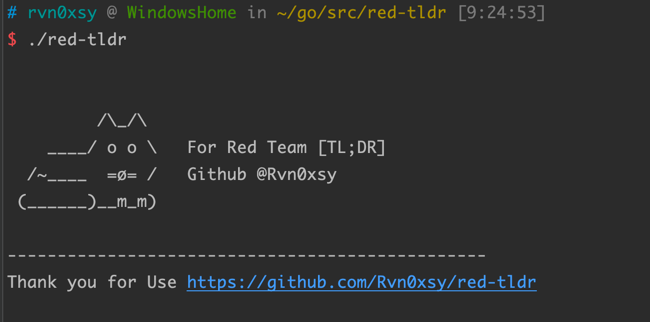 # rvn0xsy @ WindowsHome in ~/go/src/red-tldr [9:24:53]
$ ./red-tldr
         /\_/\
    ____/ o o \   For Red Team [TL;DR]
  /~____  =ø= /   Github @Rvn0xsy
 (______)__m_m)
------------------------------------------------
Thank you for Use https://github.com/Rvn0xsy/red-tldr